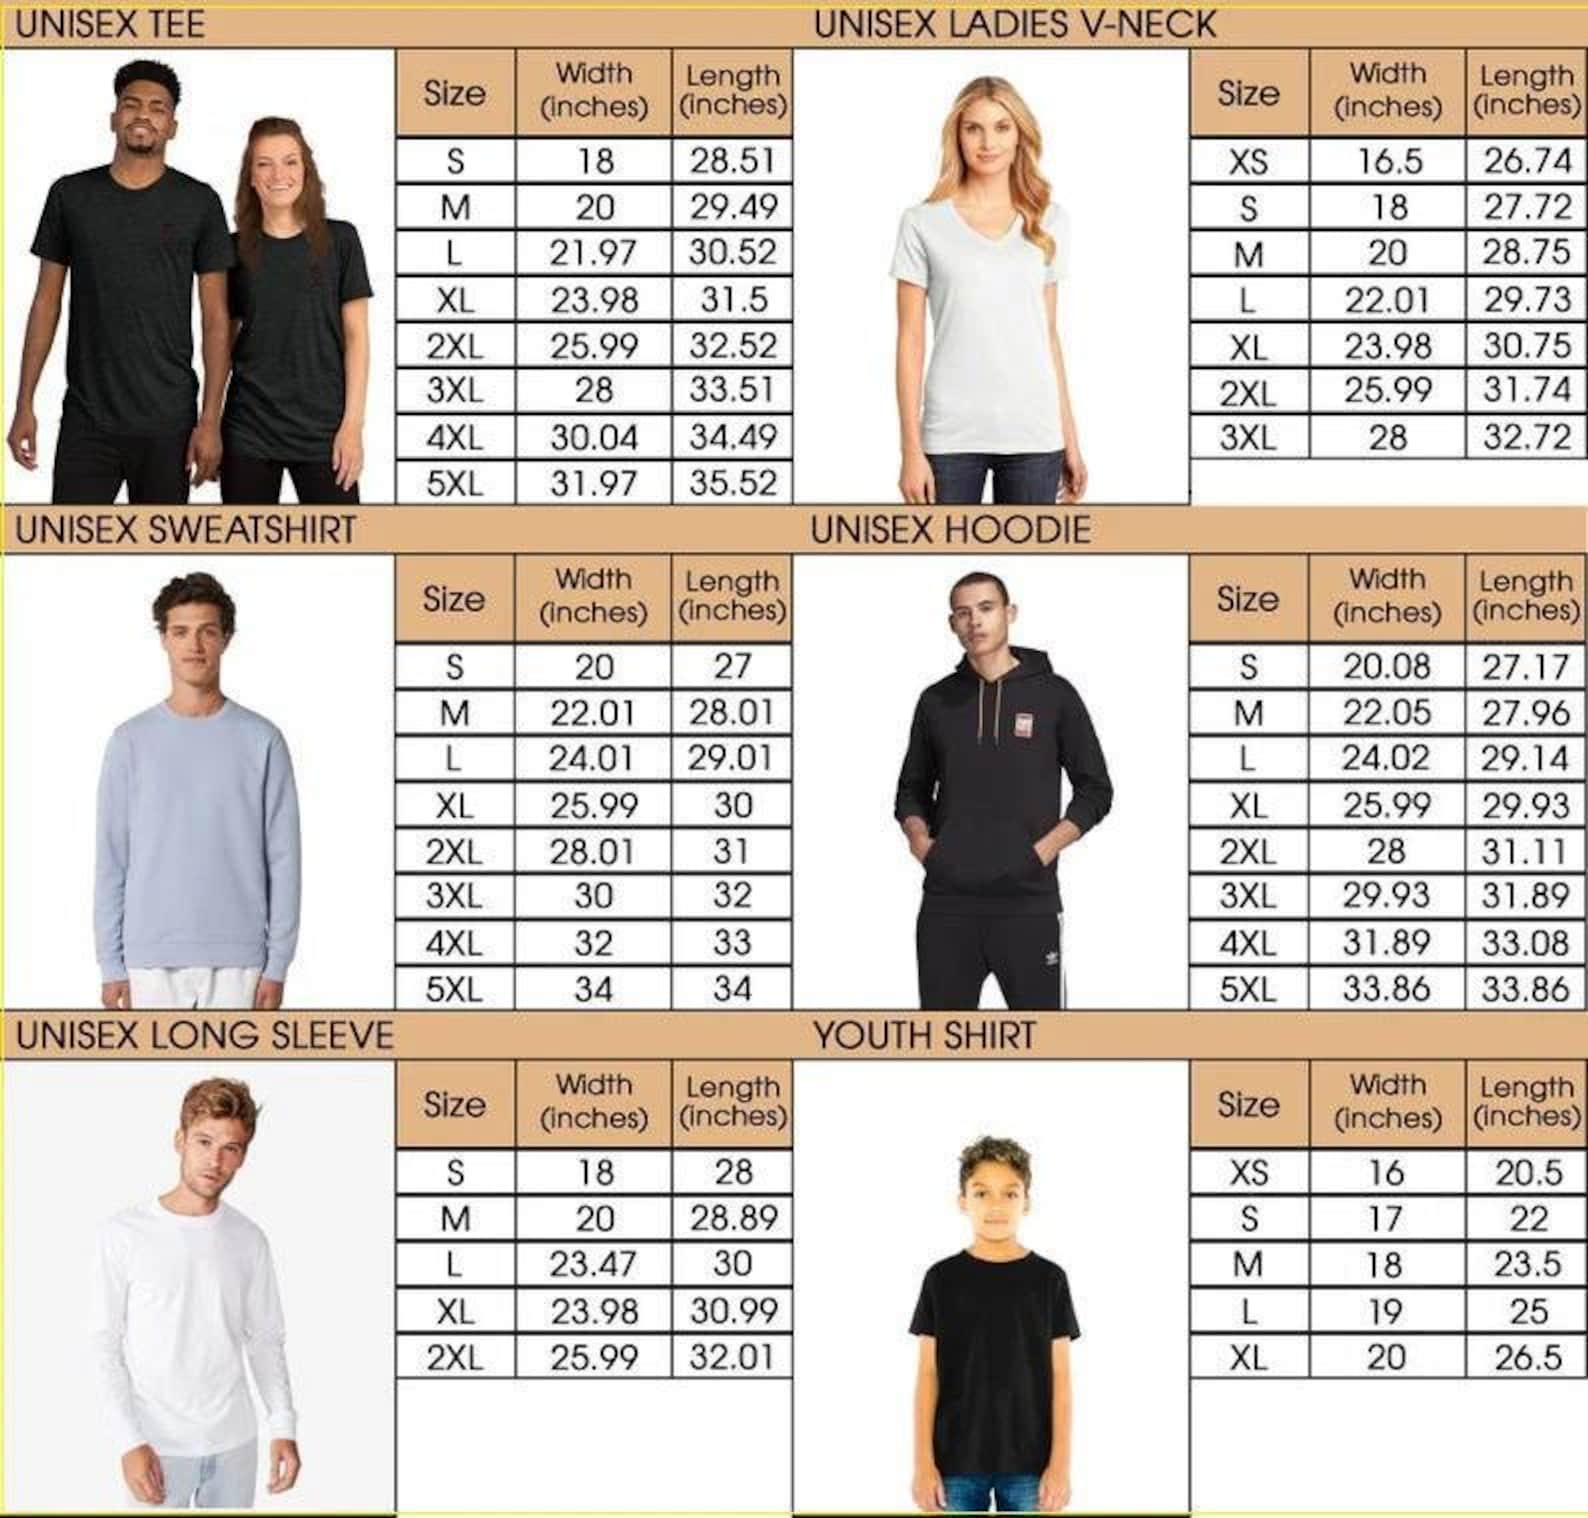 UNISEX TEE
Size Width (inches) Length (inches)
S 18 28.51
M 20 29.49
L 21.97 30.52
XL 23.98 31.5
2XL 25.99 32.52
3XL 28 33.51
4XL 30.04 34.49
5XL 31.97 35.52
UNISEX LADIES V-NECK
Size Width (inches) Length (inches)
XS 16.5 26.74
S 18 27.72
M 20 28.75
L 22.01 29.73
XL 23.98 30.75
2XL 25.99 31.74
3XL 28 32.72
UNISEX SWEATSHIRT
Size Width (inches) Length (inches)
S 20 27
M 22.01 28.01
L 24.01 29.01
XL 25.99 30
2XL 28.01 31
3XL 30 32
4XL 32 33
5XL 34 34
UNISEX HOODIE
Size Width (inches) Length (inches)
S 20.08 27.17
M 22.05 27.96
L 24.02 29.14
XL 25.99 29.93
2XL 28 31.11
3XL 29.93 31.89
4XL 31.89 33.08
5XL 33.86 33.86
UNISEX LONG SLEEVE
Size Width (inches) Length (inches)
S 18 28
M 20 28.89
L 23.47 30
XL 23.98 30.99
2XL 25.99 32.01
YOUTH SHIRT
Size Width (inches) Length (inches)
XS 16 20.5
S 17 22
M 18 23.5
L 19 25
XL 20 26.5